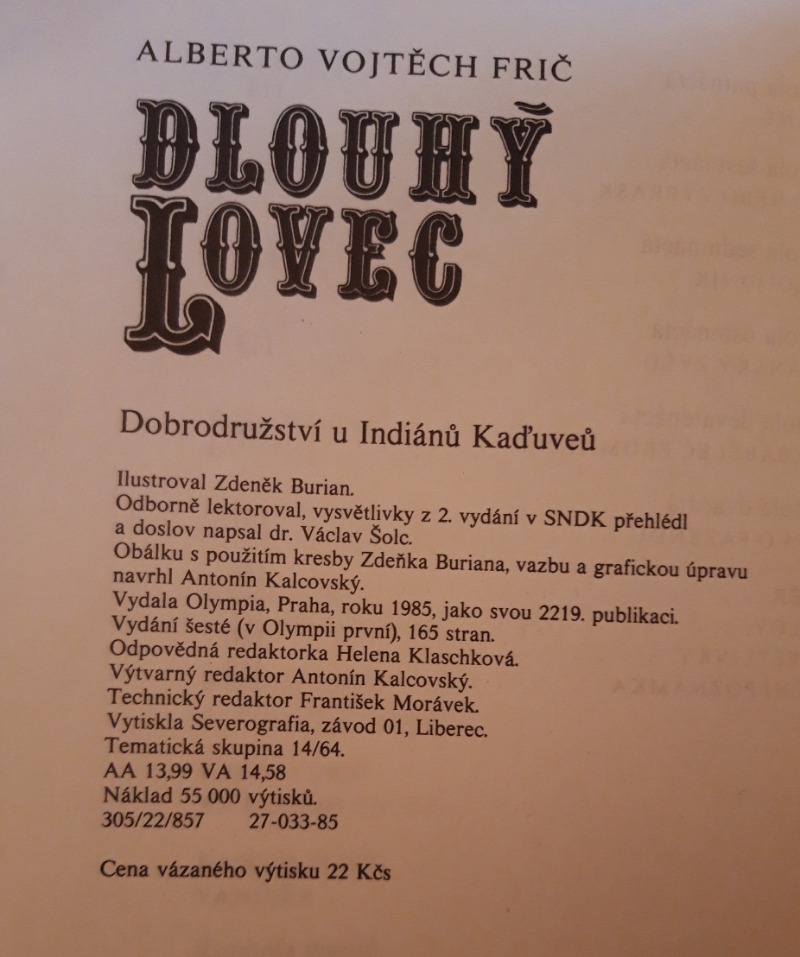 ALBERTO VOJTĚCH FRIČ
DLOUHÝ
LOVEC
Dobrodružství u Indiánů Kaďuveů
Ilustroval Zdeněk Burian.
Odborně lektoroval, vysvětlivky z 2. vydání v SNDK přehlédl
a doslov napsal dr. Václav Šolc.
Obálku s použitím kresby Zdeňka Buriana, vazbu a grafickou úpravu
navrhl Antonín Kalcovský.
Vydala Olympia, Praha, roku 1985, jako svou 2219. publikaci.
Vydání šesté (v Olympii první), 165 stran.
Odpovědná redaktorka Helena Klaschková.
Výtvarný redaktor Antonín Kalcovský.
Technický redaktor František Morávek.
Vytiskla Severografia, závod 01, Liberec.
Tematická skupina 14/64.
AA 13,99 VA 14,58
Náklad 55 000 výtisků.
305/22/857 27-033-85
Cena vázaného výtisku 22 Kčs